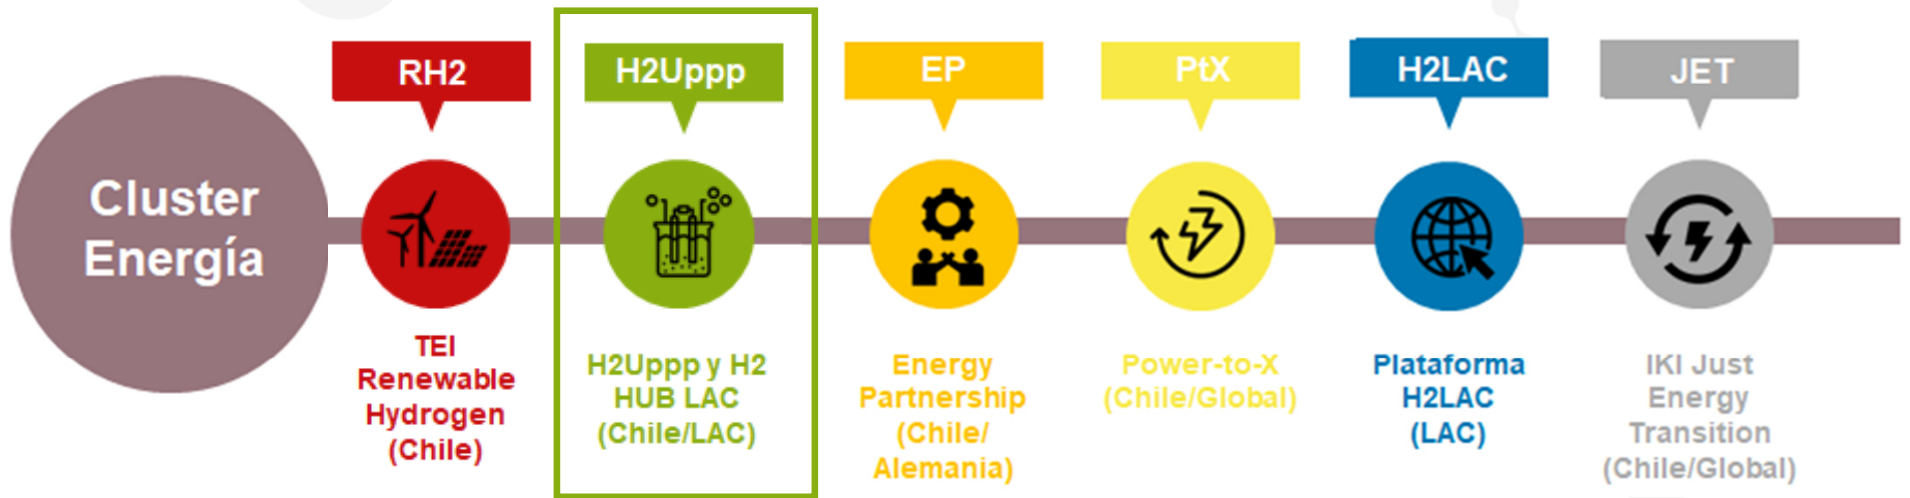 Cluster
Energía
RH2
TEI
Renewable
Hydrogen
(Chile)
H2Uppp
H2Uppp y H2
HUB LAC
(Chile/LAC)
EP
Energy
Partnership
(Chile/
Alemania)
PtX
Power-to-X
(Chile/Global)
H2LAC
Plataforma
H2LAC
(LAC)
JET
IKI Just
Energy
Transition
(Chile/Global)